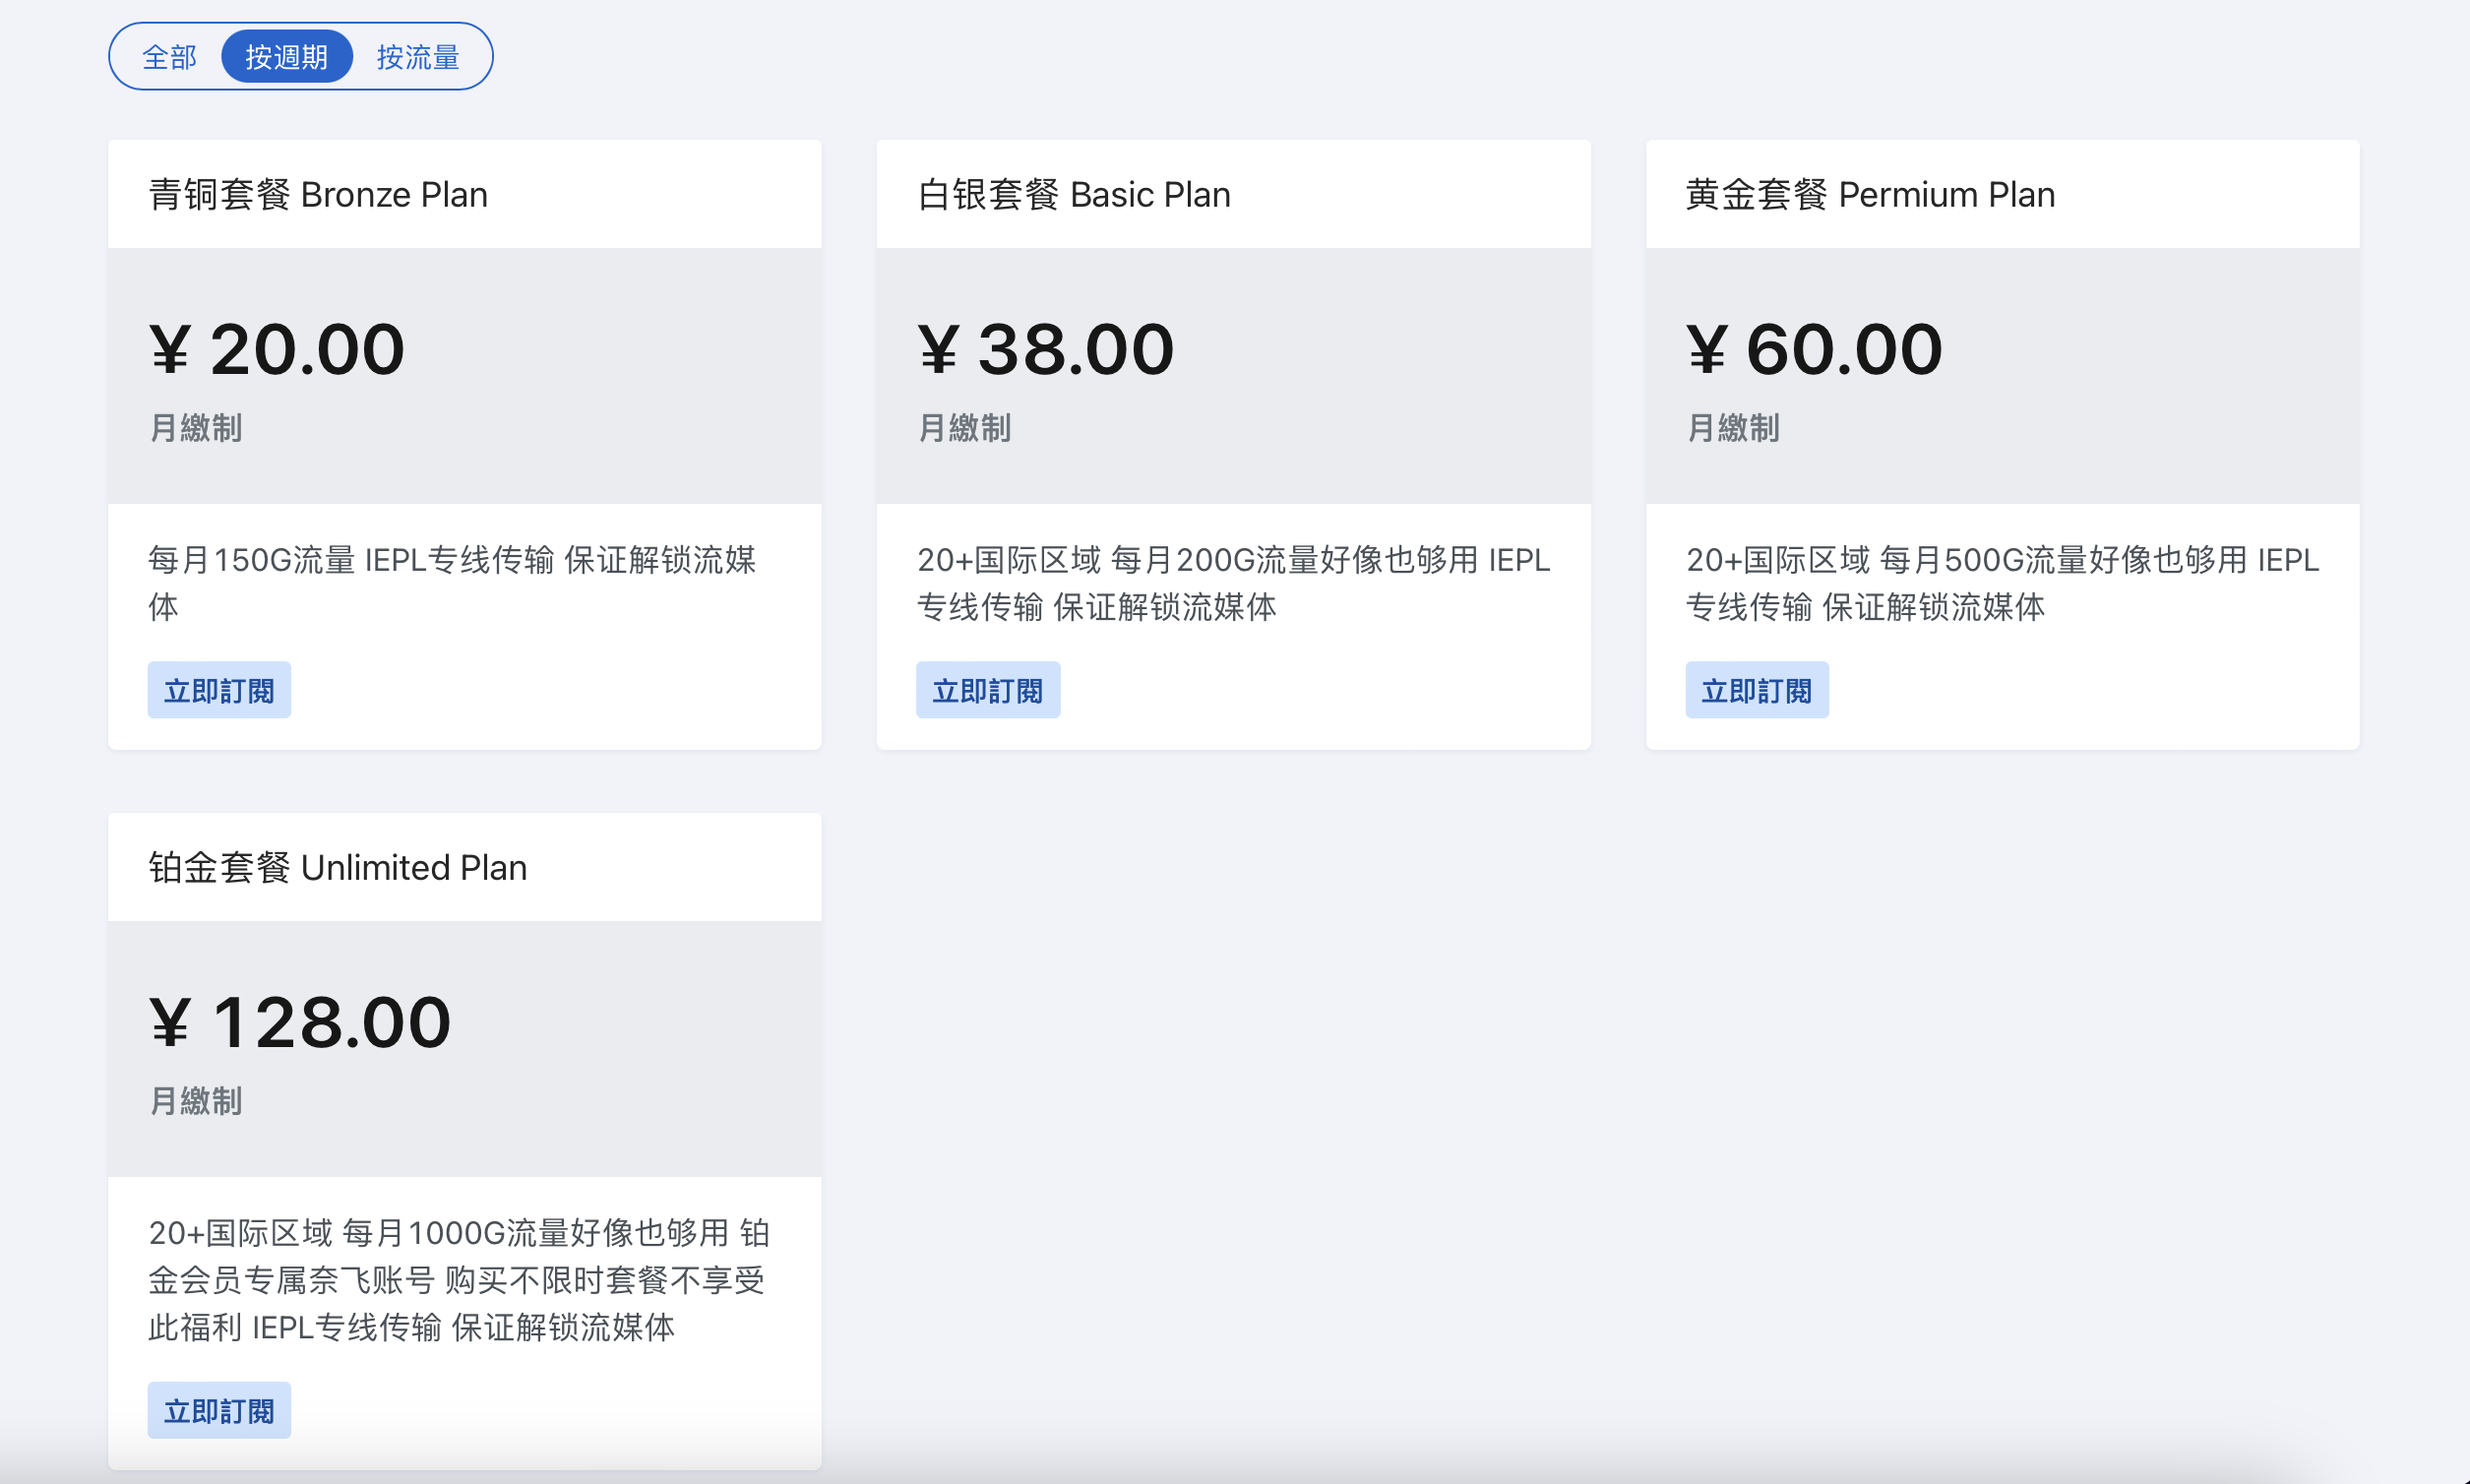 全部 按週期 按流量
青铜套餐 Bronze Plan
¥ 20.00
月繳制
每月150G流量 IEPL专线传输 保证解锁流媒
体
立即訂閱
白银套餐 Basic Plan
¥ 38.00
月繳制
20+国际区域 每月200G流量好像也够用 IEPL
专线传输 保证解锁流媒体
立即訂閱
黄金套餐 Permium Plan
¥ 60.00
月繳制
20+国际区域 每月500G流量好像也够用 IEPL
专线传输 保证解锁流媒体
立即訂閱
铂金套餐 Unlimited Plan
¥ 128.00
月繳制
20+国际区域 每月1000G流量好像也够用 铂
金会员专属奈飞账号 购买不限时套餐不享受
此福利 IEPL专线传输 保证解锁流媒体
立即訂閱